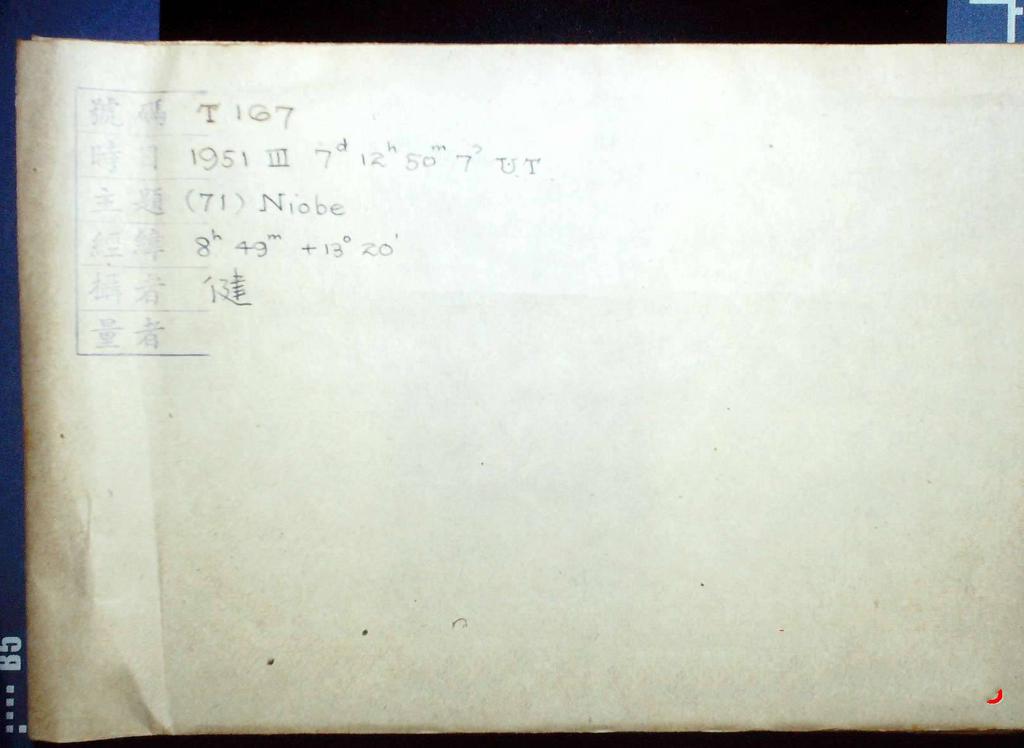 號碼 T 167
時日 1951 III 7ᵈ 12ʰ 50ᵐ 7ˢ U.T.
主題 (71) Niobe
經緯 8ʰ 49ᵐ +13° 20'
攝者 健
量者
B5